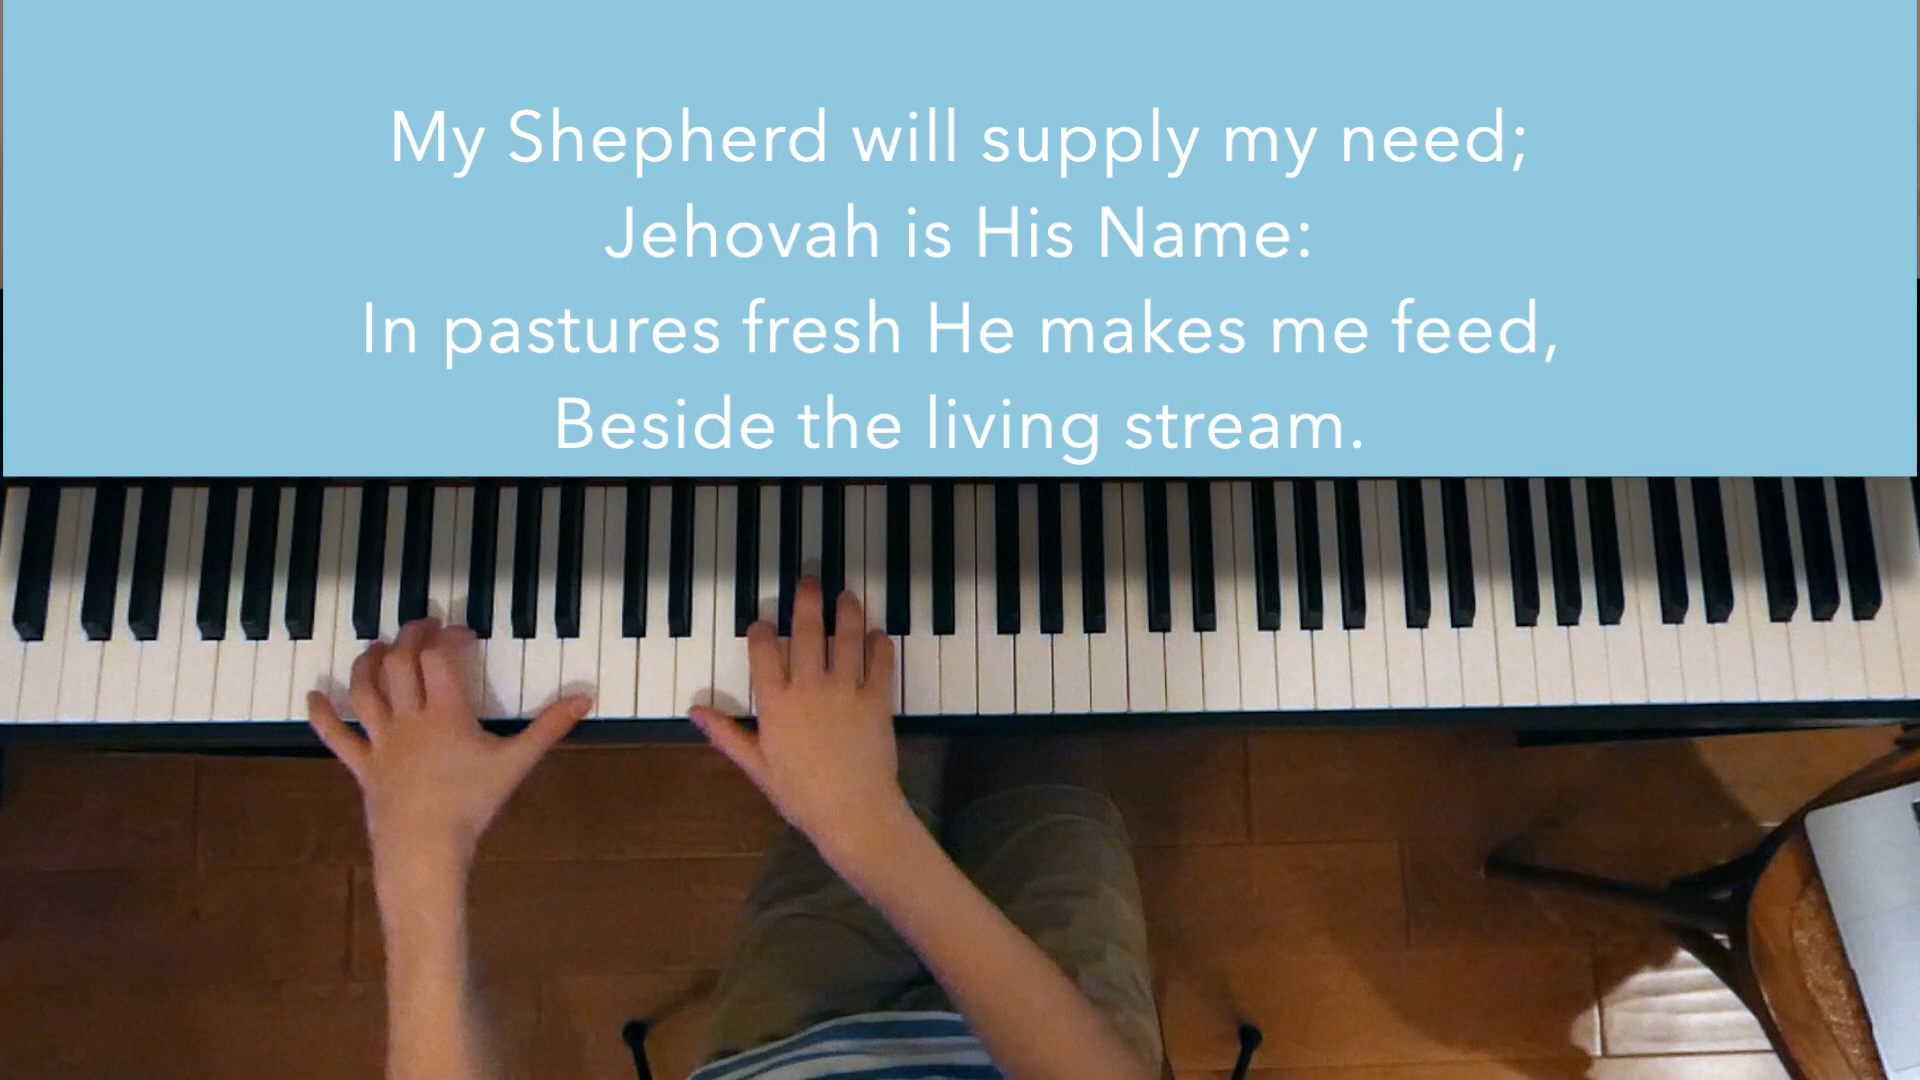 My Shepherd will supply my need;
Jehovah is His Name:
In pastures fresh He makes me feed,
Beside the living stream.